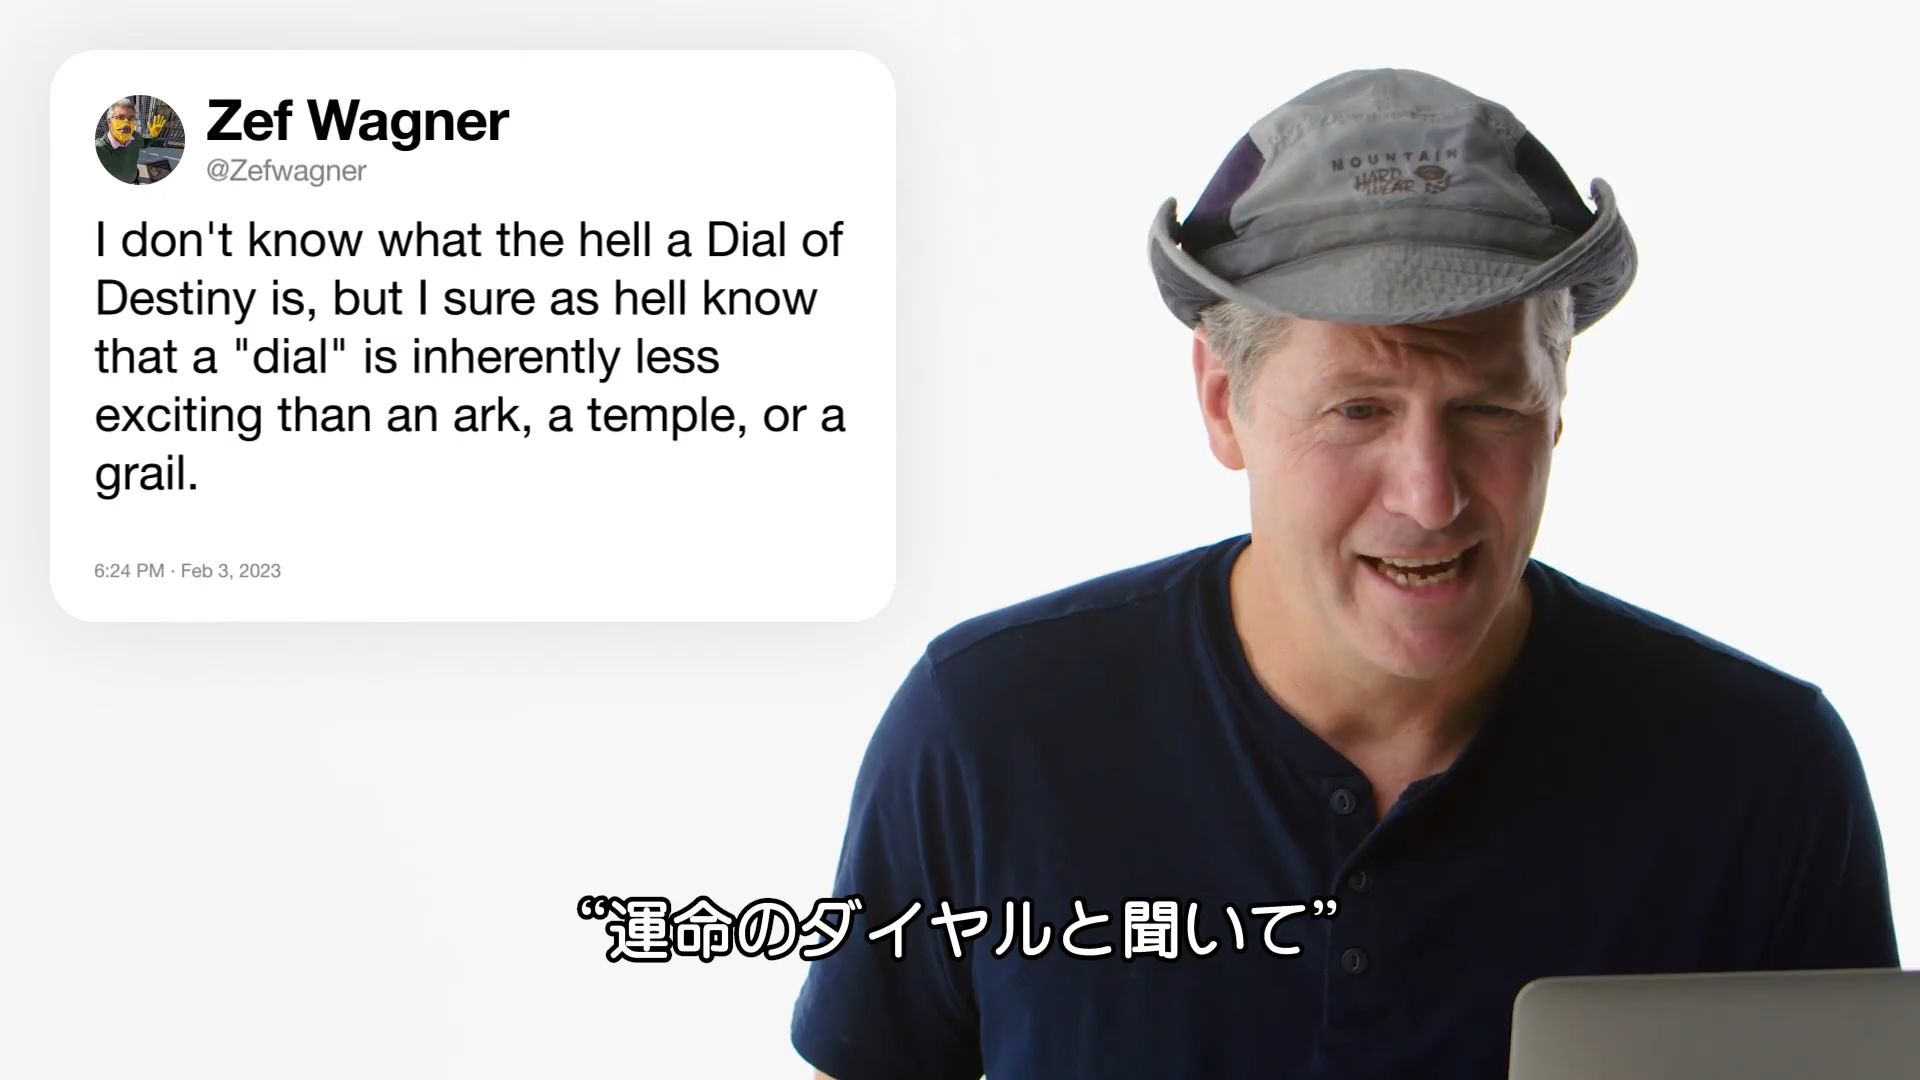 Zef Wagner
@Zefwagner
I don't know what the hell a Dial of
Destiny is, but I sure as hell know
that a "dial" is inherently less
exciting than an ark, a temple, or a
grail.
6:24 PM · Feb 3, 2023
MOUNTAIN
HARD
WEAR
“運命のダイヤルと聞いて”